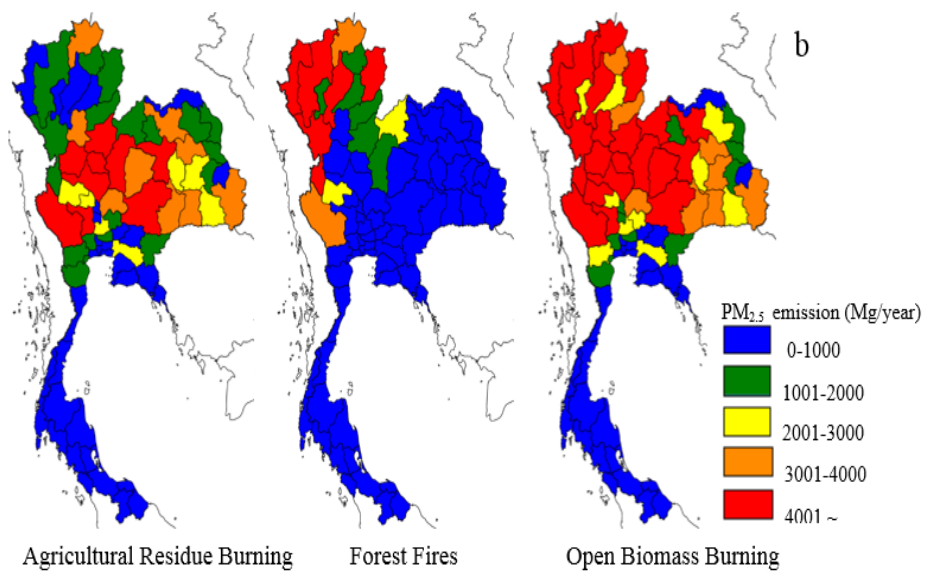 b
PM2.5 emission (Mg/year)
0-1000
1001-2000
2001-3000
3001-4000
4001 ~
Agricultural Residue Burning
Forest Fires
Open Biomass Burning